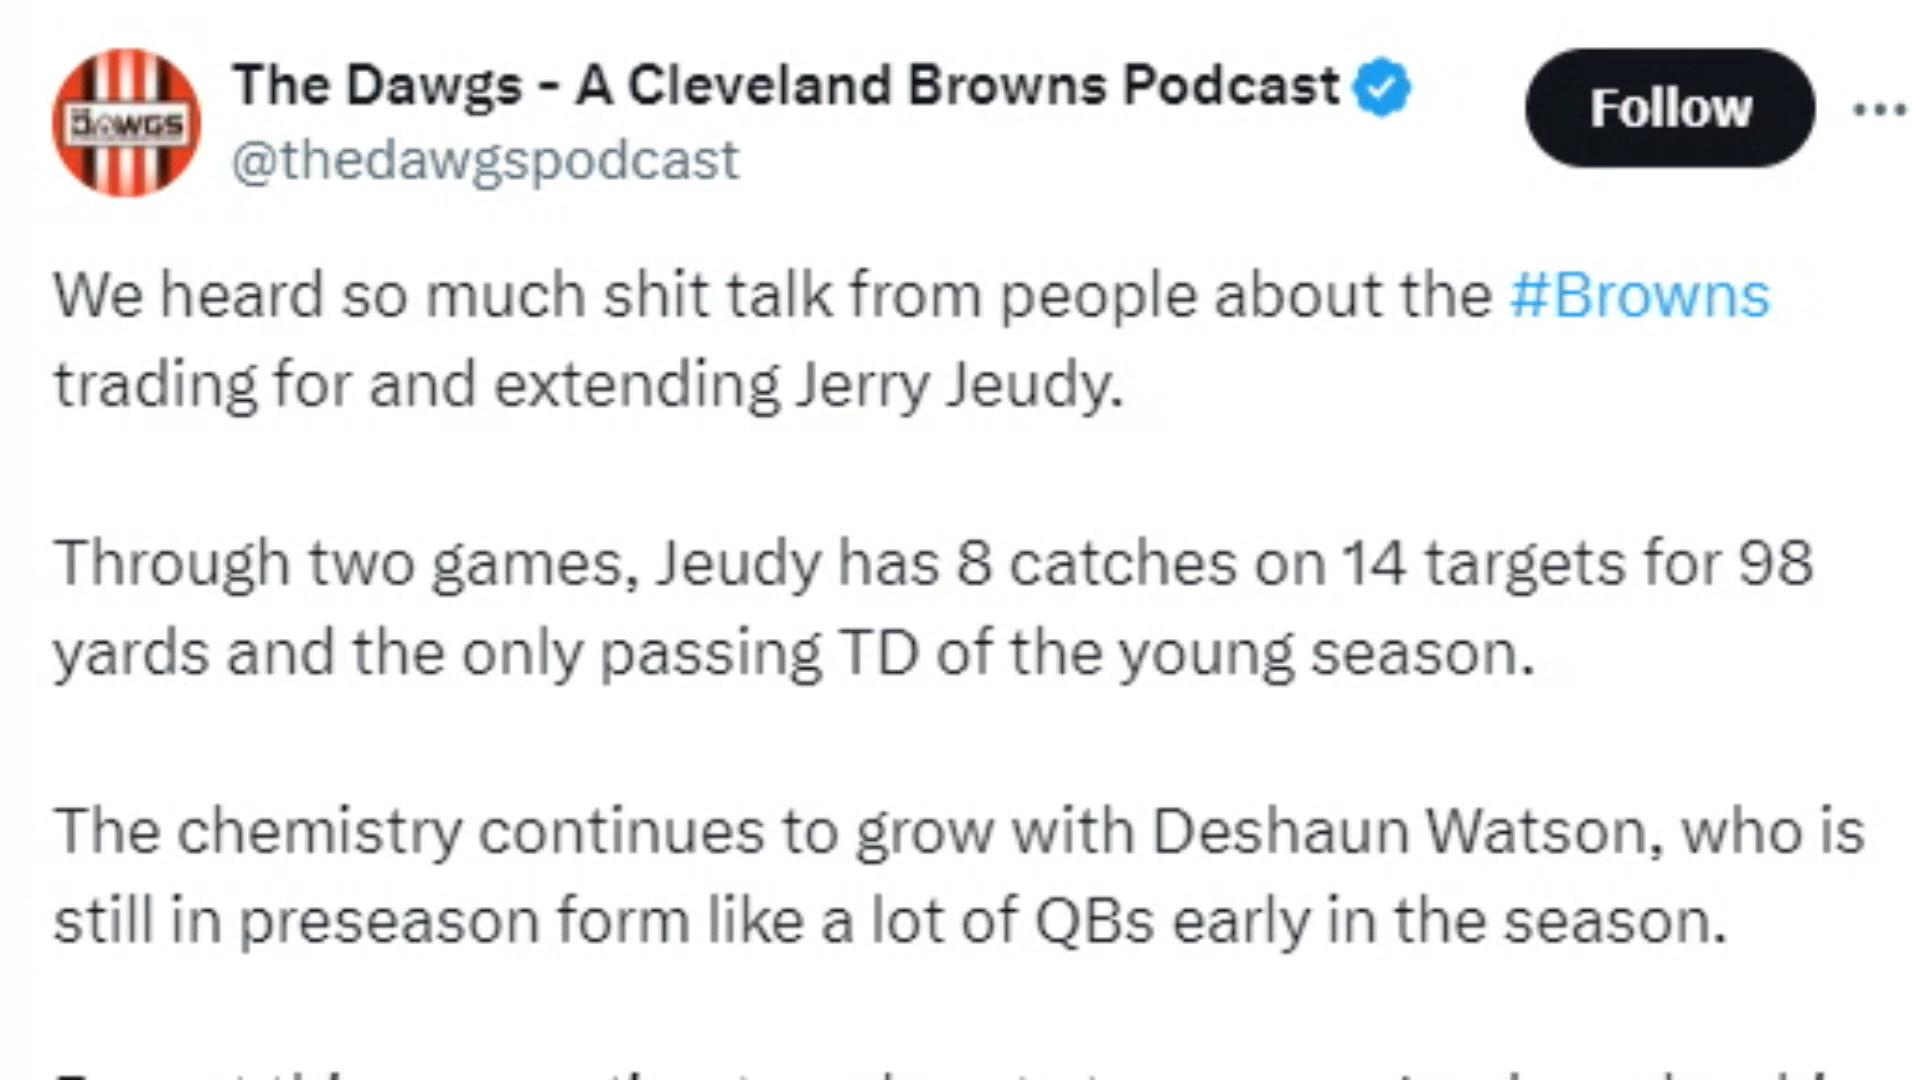 The Dawgs - A Cleveland Browns Podcast
@thedawgspodcast
Follow
DAWGS
We heard so much shit talk from people about the #Browns
trading for and extending Jerry Jeudy.
Through two games, Jeudy has 8 catches on 14 targets for 98
yards and the only passing TD of the young season.
The chemistry continues to grow with Deshaun Watson, who is
still in preseason form like a lot of QBs early in the season.